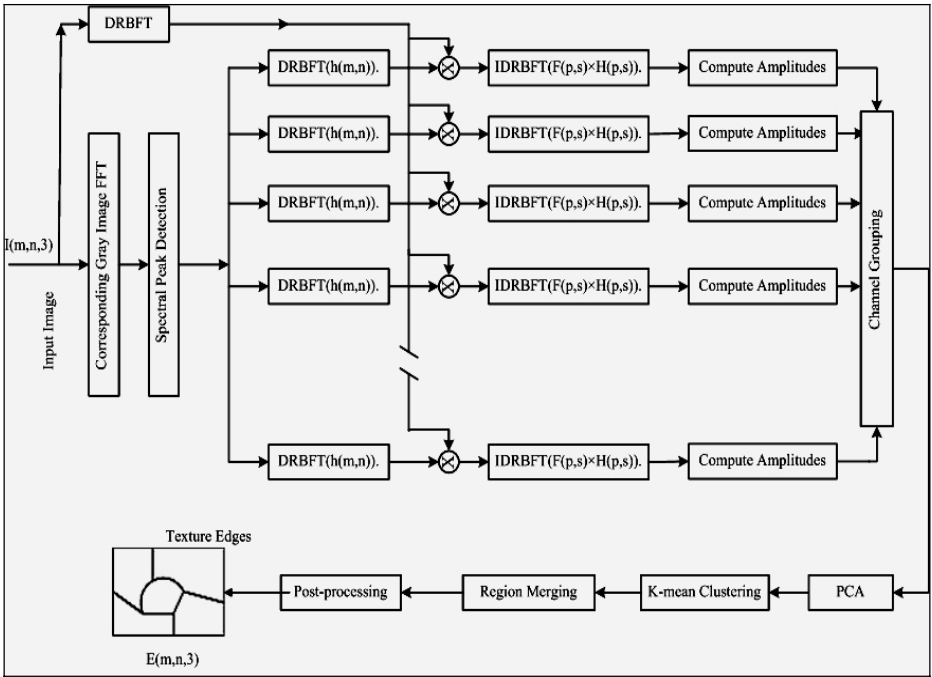 DRBFT
DRBFT(h(m,n)).
X
IDRBFT(F(p,s)×H(p,s)).
Compute Amplitudes
DRBFT(h(m,n)).
X
IDRBFT(F(p,s)×H(p,s)).
Compute Amplitudes
DRBFT(h(m,n)).
X
IDRBFT(F(p,s)×H(p,s)).
Compute Amplitudes
I(m,n,3)
Input Image
Corresponding Gray Image FFT
Spectral Peak Detection
DRBFT(h(m,n)).
X
IDRBFT(F(p,s)×H(p,s)).
Compute Amplitudes
Channel Grouping
DRBFT(h(m,n)).
X
IDRBFT(F(p,s)×H(p,s)).
Compute Amplitudes
Texture Edges
Post-processing
Region Merging
K-mean Clustering
PCA
E(m,n,3)